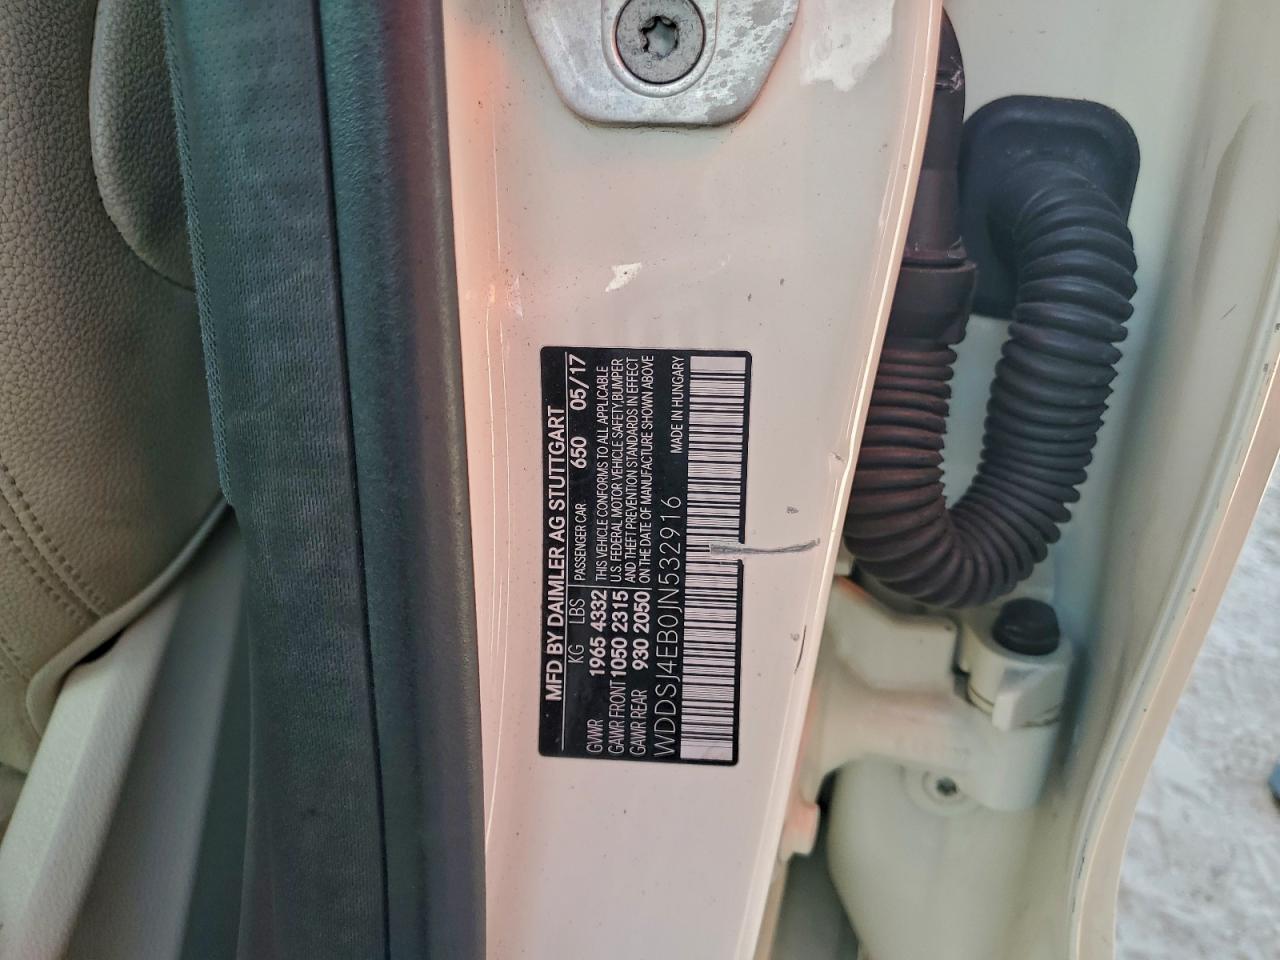 MFD BY DAIMLER AG STUTTGART
KG LBS PASSENGER CAR 650 05/17
GVWR 1965 4332 THIS VEHICLE CONFORMS TO ALL APPLICABLE
GAWR FRONT 1050 2315 U.S. FEDERAL MOTOR VEHICLE SAFETY,BUMPER
AND THEFT PREVENTION STANDARDS IN EFFECT
GAWR REAR 930 2050 ON THE DATE OF MANUFACTURE SHOWN ABOVE
WDDSJ4EB0JN532916 MADE IN HUNGARY